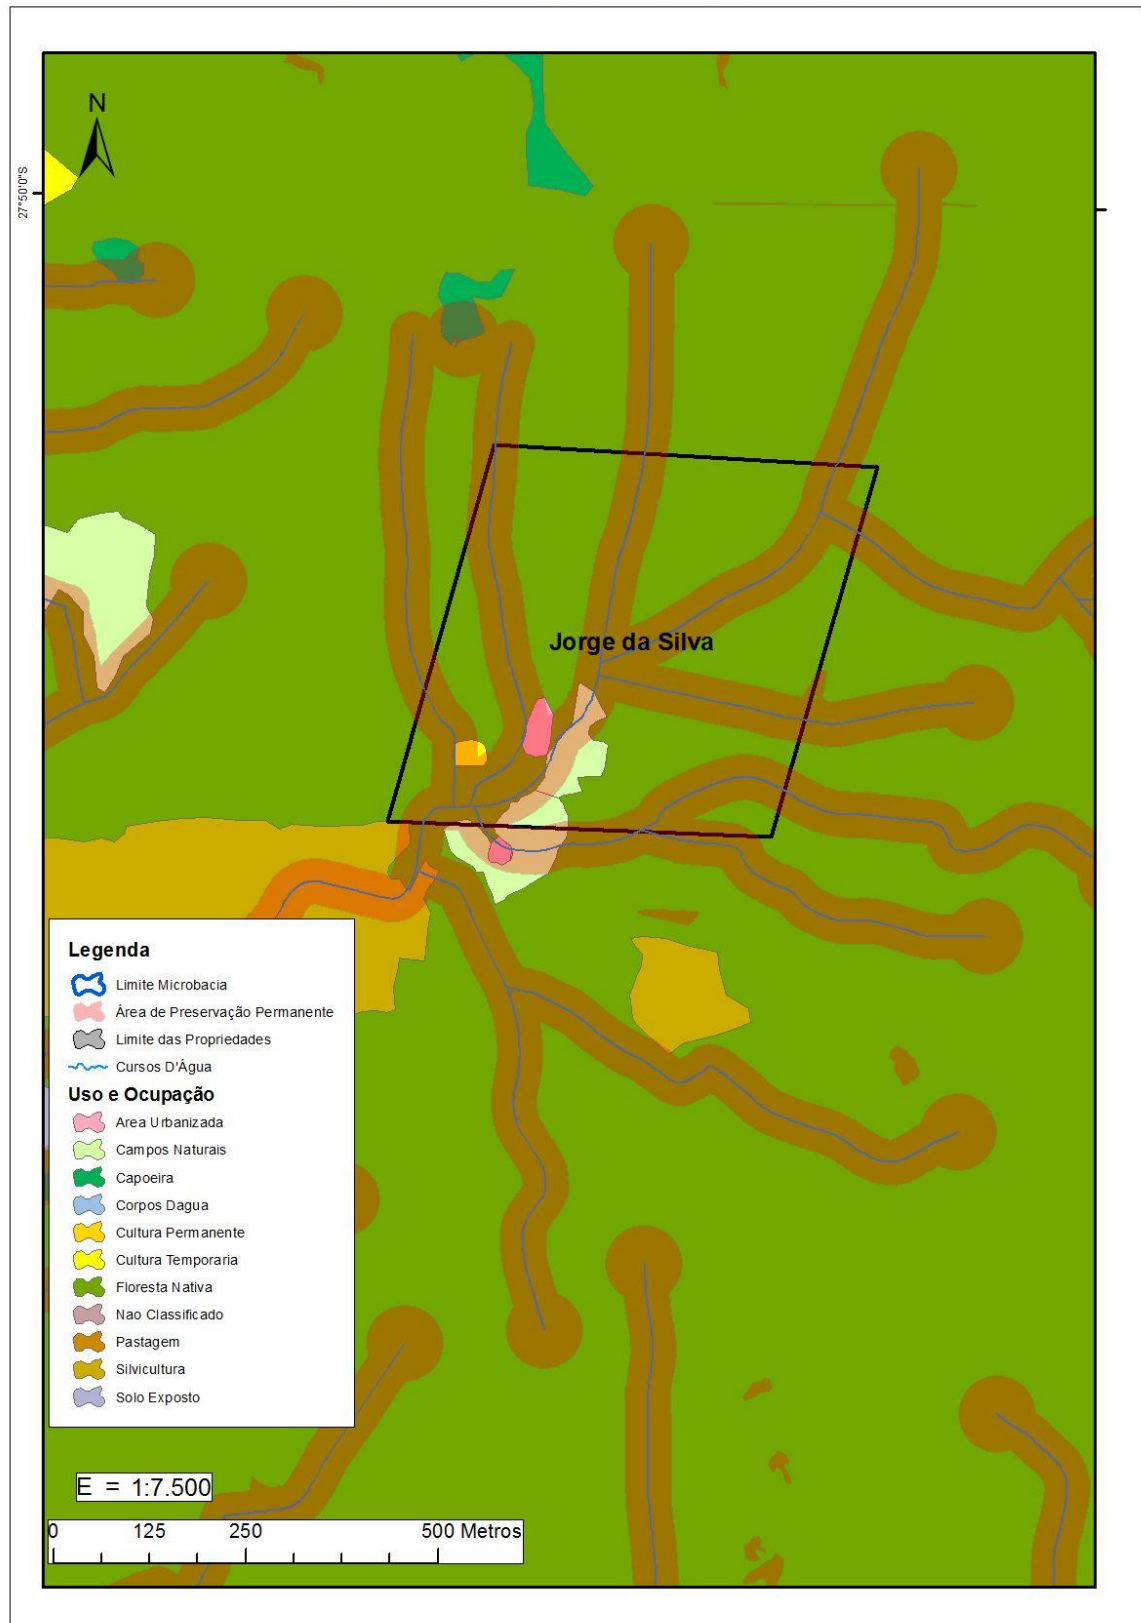 N
27°50'0"S
Jorge da Silva
Legenda
Limite Microbacia
Área de Preservação Permanente
Limite das Propriedades
Cursos D'Água
Uso e Ocupação
Area Urbanizada
Campos Naturais
Capoeira
Corpos Dagua
Cultura Permanente
Cultura Temporaria
Floresta Nativa
Nao Classificado
Pastagem
Silvicultura
Solo Exposto
E = 1:7.500
0 125 250 500 Metros